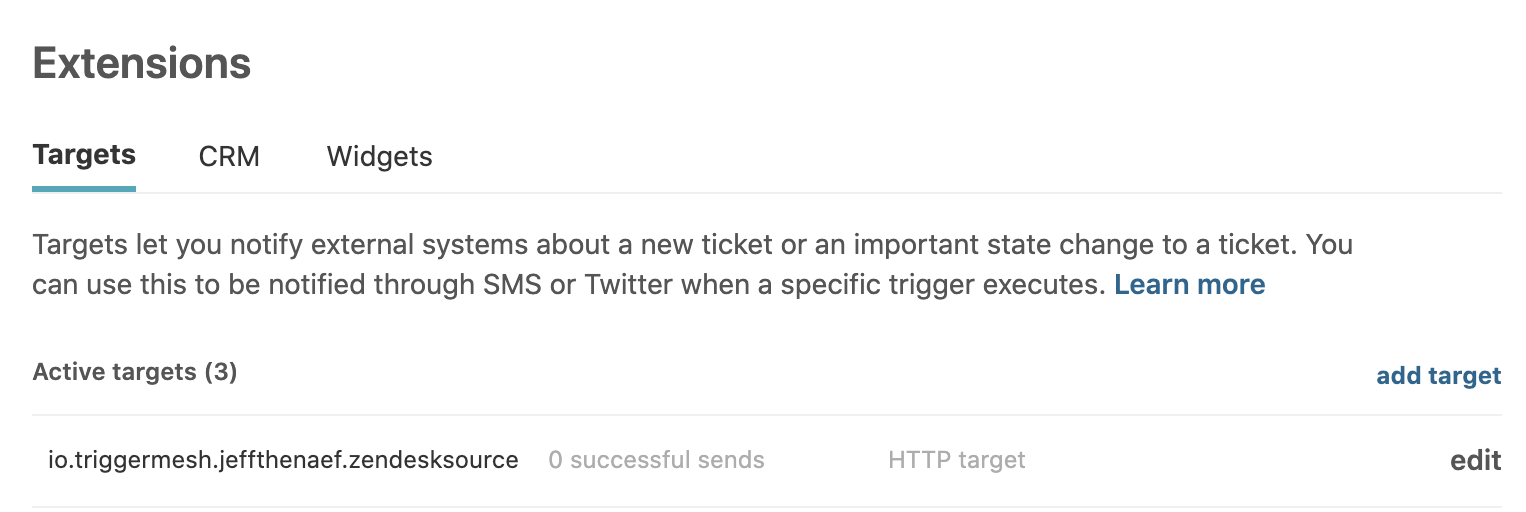 Extensions
Targets CRM Widgets
Targets let you notify external systems about a new ticket or an important state change to a ticket. You
can use this to be notified through SMS or Twitter when a specific trigger executes. Learn more
Active targets (3) add target
io.triggermesh.jeffthenaef.zendesksource 0 successful sends HTTP target edit